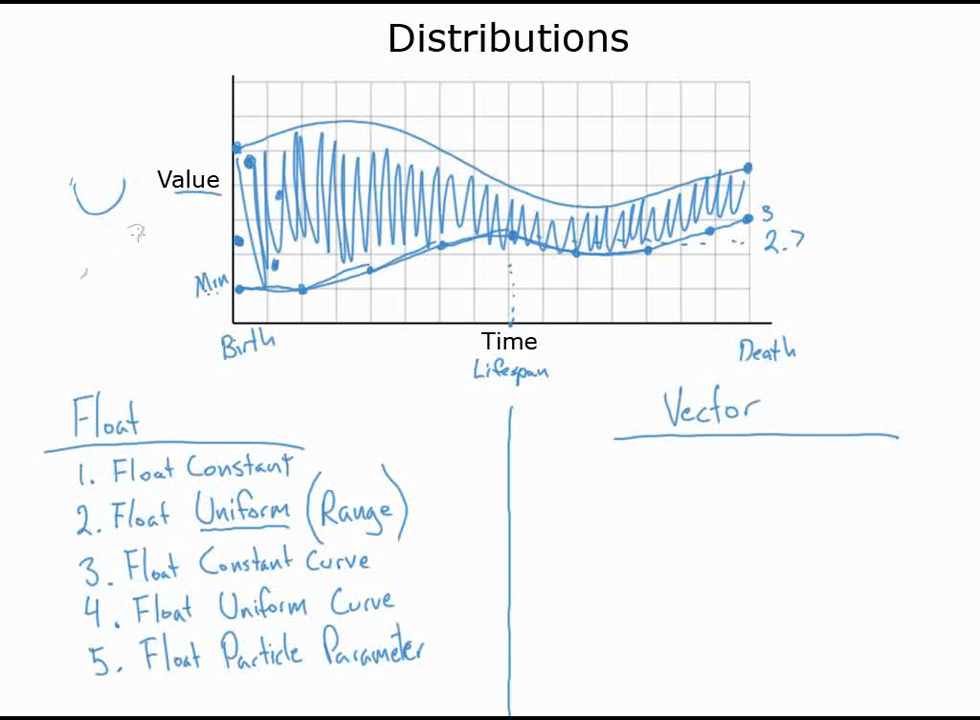 Distributions
Value
3
2.7
Min
Birth
Time
Death
Lifespan
Float
Vector
1. Float Constant
2. Float Uniform (Range)
3. Float Constant Curve
4. Float Uniform Curve
5. Float Particle Parameter